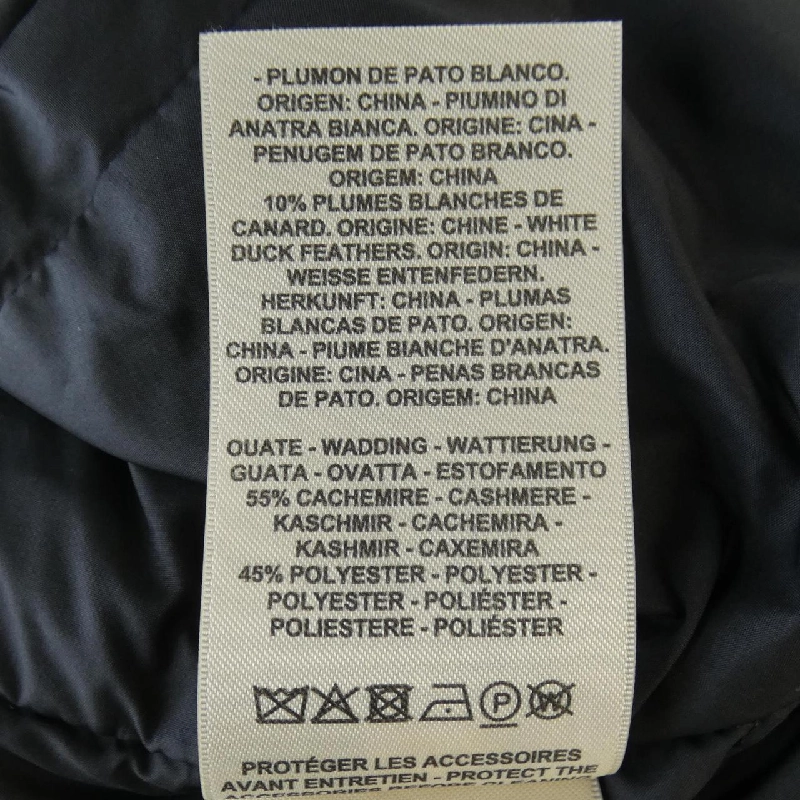 - PLUMON DE PATO BLANCO.
ORIGEN: CHINA - PIUMINO DI
ANATRA BIANCA. ORIGINE: CINA -
PENUGEM DE PATO BRANCO.
ORIGEM: CHINA
10% PLUMES BLANCHES DE
CANARD. ORIGINE: CHINE - WHITE
DUCK FEATHERS. ORIGIN: CHINA -
WEISSE ENTENFEDERN.
HERKUNFT: CHINA - PLUMAS
BLANCAS DE PATO. ORIGEN:
CHINA - PIUME BIANCHE D'ANATRA.
ORIGINE: CINA - PENAS BRANCAS
DE PATO. ORIGEM: CHINA
OUATE - WADDING - WATTIERUNG -
GUATA - OVATTA - ESTOFAMENTO
55% CACHEMIRE - CASHMERE -
KASCHMIR - CACHEMIRA -
KASHMIR - CAXEMIRA
45% POLYESTER - POLYESTER -
POLYESTER - POLIÉSTER -
POLIESTERE - POLIÉSTER
P W
PROTÉGER LES ACCESSOIRES
AVANT ENTRETIEN - PROTECT THE
ACCESSORIES BEFORE CLEANING